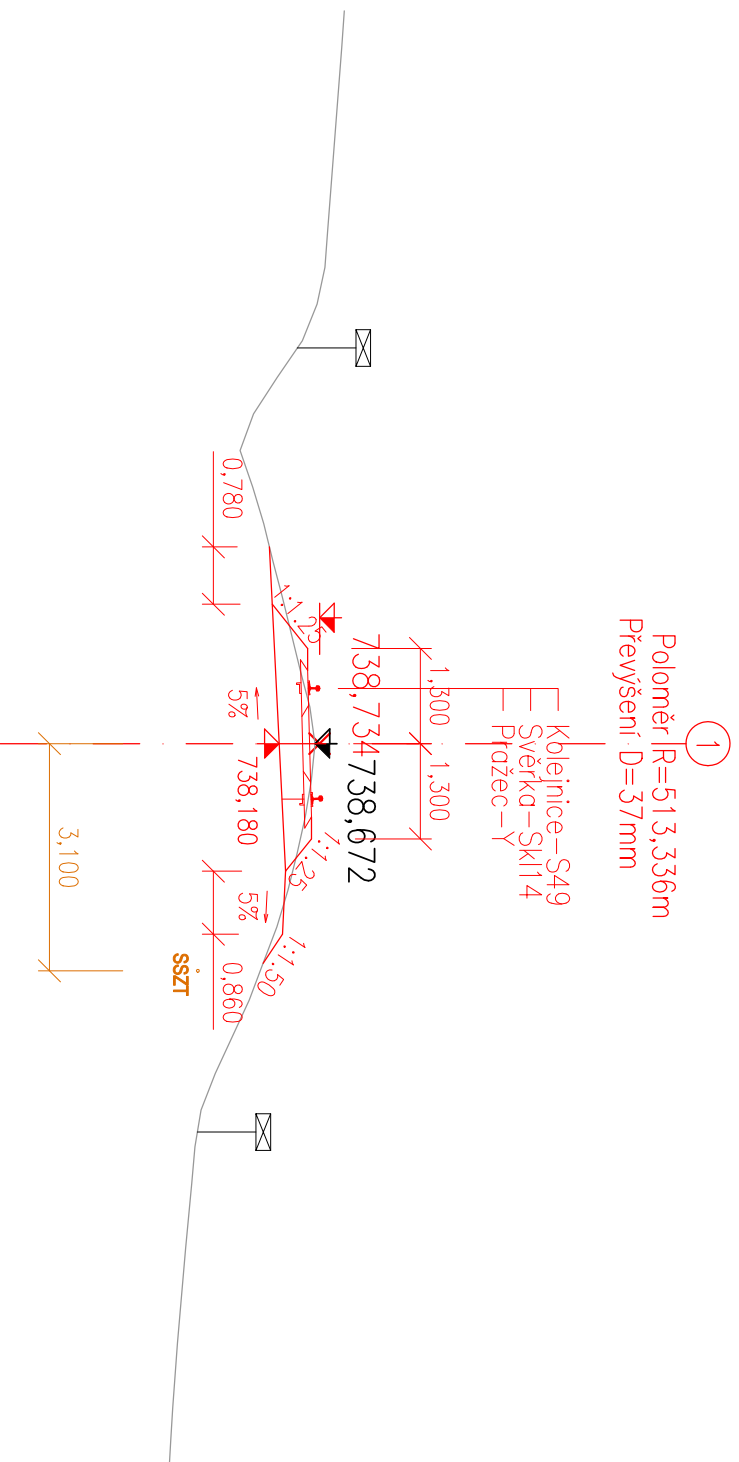 1
Poloměr R=513,336m
Převýšení D=37mm
Kolejnice-S49
Svěrka-Skl14
Pražec-Y
1,300
1,300
738,734
738,672
1:1.25
1:1.25
1:1.50
738,180
5%
5%
0,780
0,860
SSZT
3,100